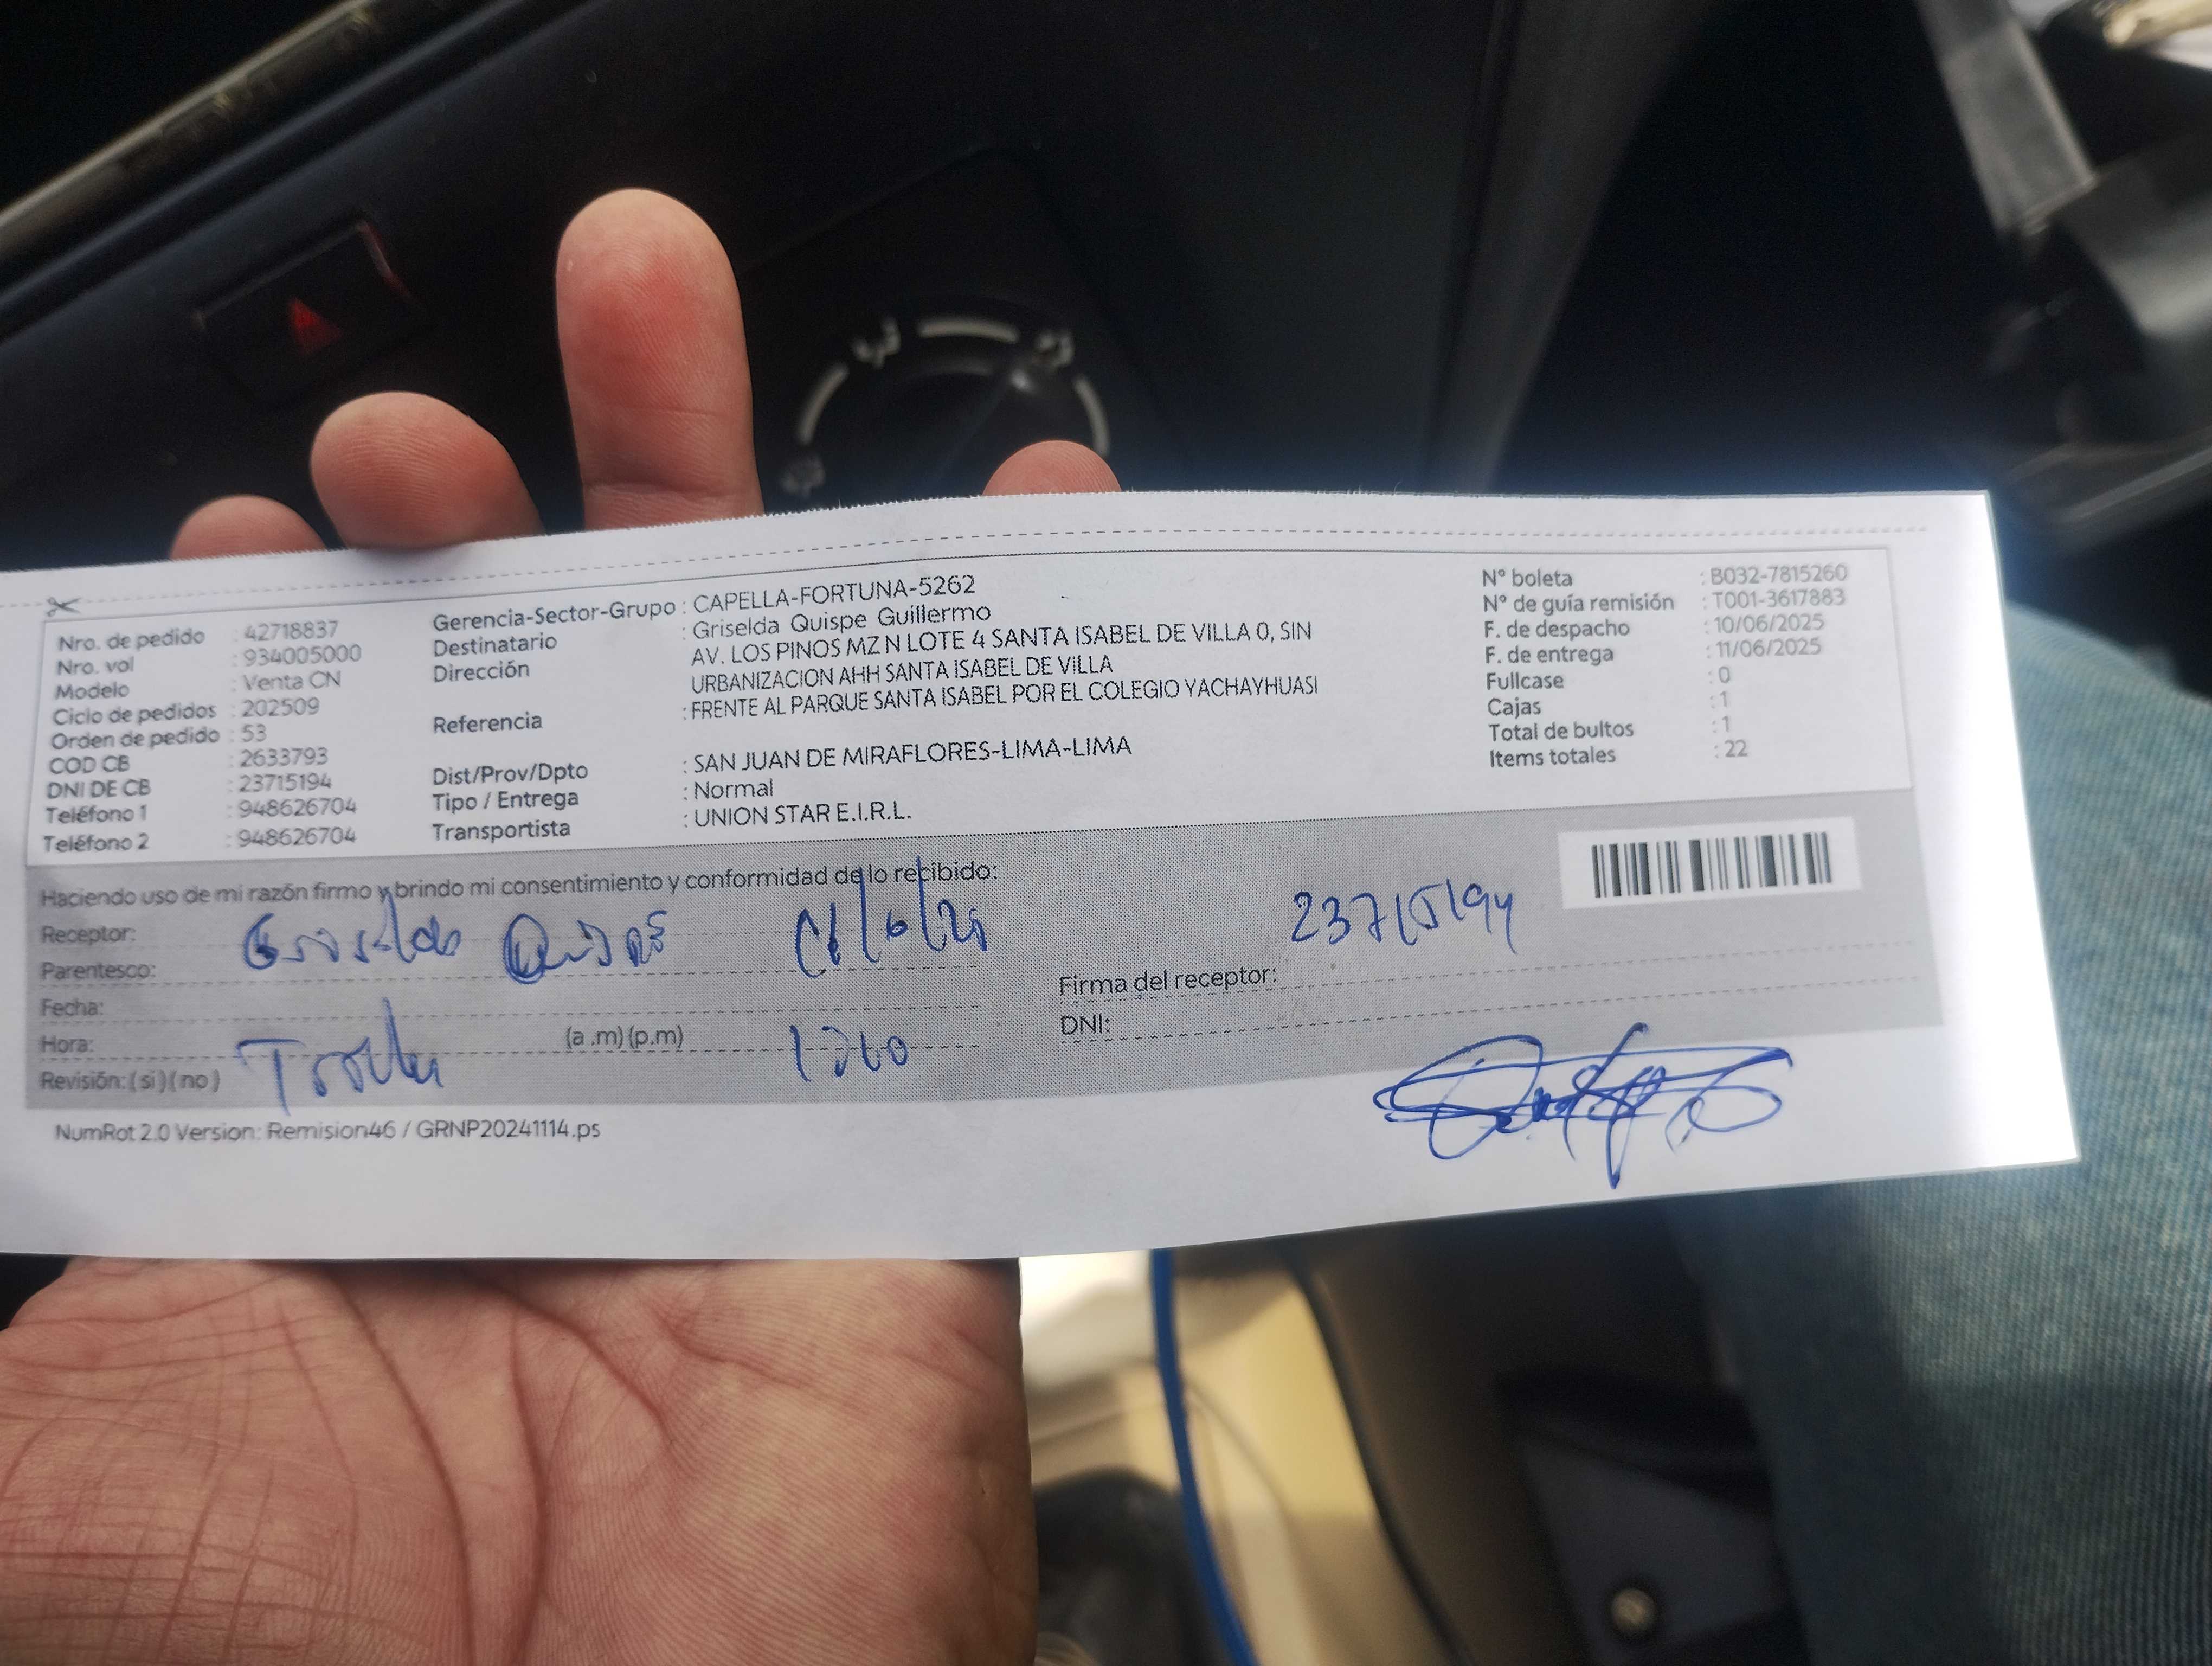 Nro. de pedido : 42718837
Nro. vol : 934005000
Modelo : Venta CN
Ciclo de pedidos : 202509
Orden de pedido : 53
COD CB : 2633793
DNI DE CB : 23715194
Teléfono 1 : 948626704
Teléfono 2 : 948626704
Gerencia-Sector-Grupo : CAPELLA-FORTUNA-5262
Destinatario : Griselda Quispe Guillermo
Dirección AV. LOS PINOS MZ N LOTE 4 SANTA ISABEL DE VILLA 0, SIN
URBANIZACION AHH SANTA ISABEL DE VILLA
Referencia : FRENTE AL PARQUE SANTA ISABEL POR EL COLEGIO YACHAYHUASI
Dist/Prov/Dpto : SAN JUAN DE MIRAFLORES-LIMA-LIMA
Tipo / Entrega : Normal
Transportista : UNION STAR E.I.R.L.
N° boleta : B032-7815260
N° de guía remisión : T001-3617883
F. de despacho : 10/06/2025
F. de entrega : 11/06/2025
Fullcase : 0
Cajas : 1
Total de bultos : 1
Items totales : 22
Haciendo uso de mi razón firmo y brindo mi consentimiento y conformidad de lo recibido:
Receptor:
Parentesco:
23715194
Fecha:
Firma del receptor:
Hora: (a .m) (p.m)
DNI:
Revisión: ( si ) ( no )
NumRot 2.0 Version: Remision46 / GRNP20241114.ps